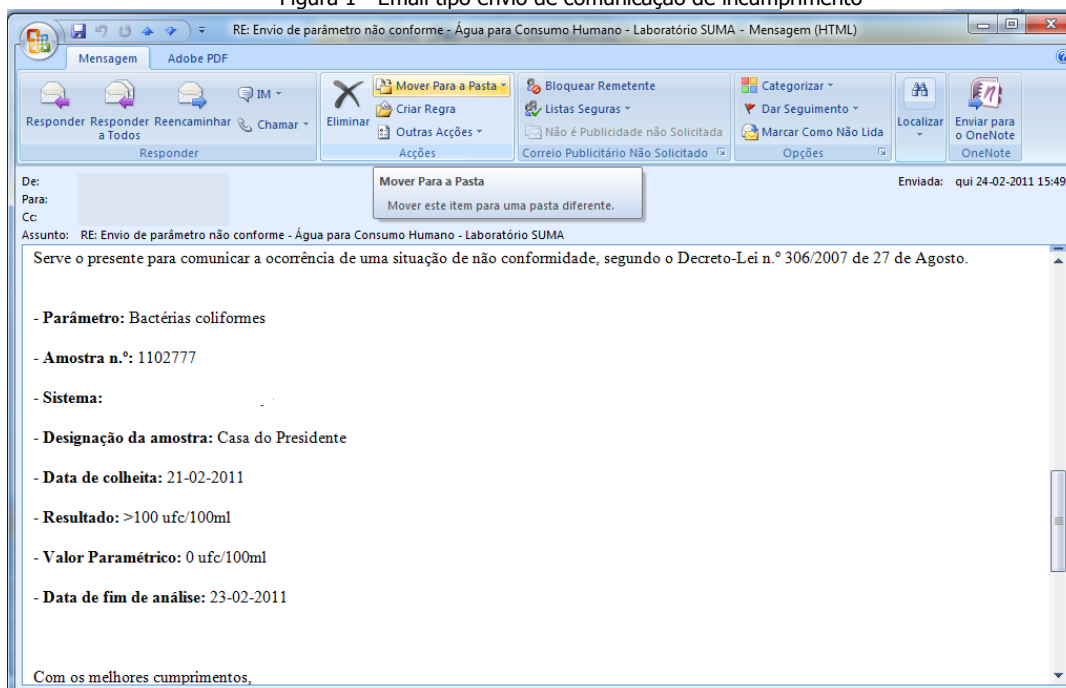 Figura 1 - Email tipo envio de comunicação de incumprimento
RE: Envio de parâmetro não conforme - Água para Consumo Humano - Laboratório SUMA - Mensagem (HTML)
Mensagem Adobe PDF
Responder Responder a Todos Reencaminhar IM Chamar
Responder
Eliminar Mover Para a Pasta
Criar Regra
Outras Acções
Acções
Bloquear Remetente
Listas Seguras
Não é Publicidade não Solicitada
Correio Publicitário Não Solicitado
Categorizar
Dar Seguimento
Marcar Como Não Lida
Opções
Localizar
Enviar para o OneNote
OneNote
De:
Para:
Cc:
Assunto: RE: Envio de parâmetro não conforme - Água para Consumo Humano - Laboratório SUMA
Enviada: qui 24-02-2011 15:49
Mover Para a Pasta
Mover este item para uma pasta diferente.
Serve o presente para comunicar a ocorrência de uma situação de não conformidade, segundo o Decreto-Lei n.º 306/2007 de 27 de Agosto.
- Parâmetro: Bactérias coliformes
- Amostra n.º: 1102777
- Sistema:
- Designação da amostra: Casa do Presidente
- Data de colheita: 21-02-2011
- Resultado: >100 ufc/100ml
- Valor Paramétrico: 0 ufc/100ml
- Data de fim de análise: 23-02-2011
Com os melhores cumprimentos,